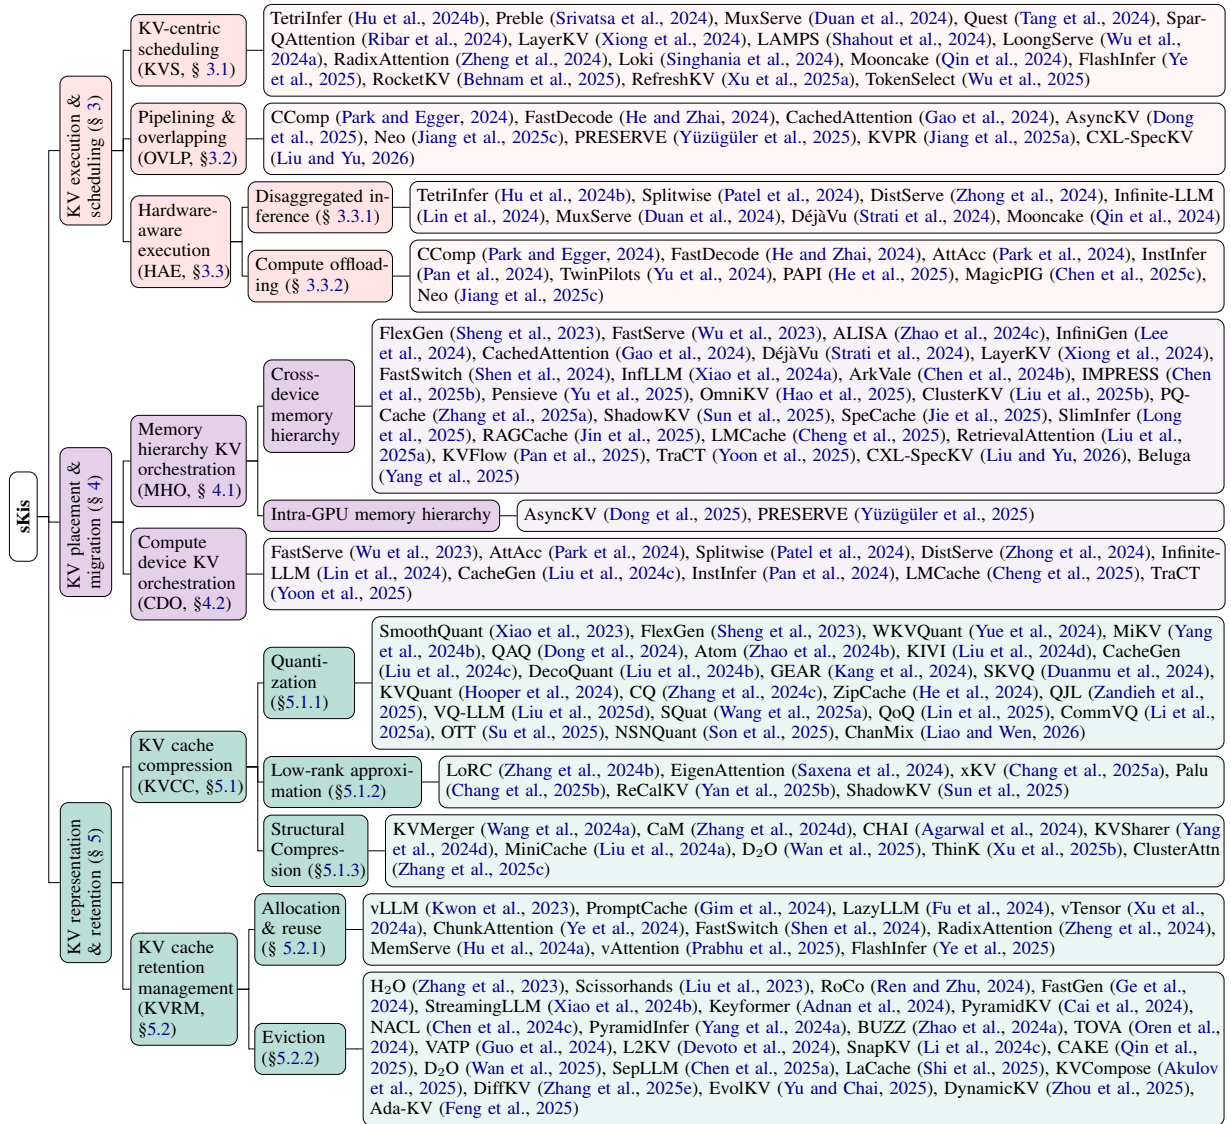 sKis
KV execution &
scheduling (§ 3)
KV-centric
scheduling
(KVS, § 3.1)
TetriInfer (Hu et al., 2024b), Preble (Srivatsa et al., 2024), MuxServe (Duan et al., 2024), Quest (Tang et al., 2024), Spar-
QAttention (Ribar et al., 2024), LayerKV (Xiong et al., 2024), LAMPS (Shahout et al., 2024), LoongServe (Wu et al.,
2024a), RadixAttention (Zheng et al., 2024), Loki (Singhania et al., 2024), Mooncake (Qin et al., 2024), FlashInfer (Ye
et al., 2025), RocketKV (Behnam et al., 2025), RefreshKV (Xu et al., 2025a), TokenSelect (Wu et al., 2025)
Pipelining &
overlapping
(OVLP, §3.2)
CComp (Park and Egger, 2024), FastDecode (He and Zhai, 2024), CachedAttention (Gao et al., 2024), AsyncKV (Dong
et al., 2025), Neo (Jiang et al., 2025c), PRESERVE (Yüzügüler et al., 2025), KVPR (Jiang et al., 2025a), CXL-SpecKV
(Liu and Yu, 2026)
Hardware-
aware
execution
(HAE, §3.3)
Disaggregated in-
ference (§ 3.3.1)
TetriInfer (Hu et al., 2024b), Splitwise (Patel et al., 2024), DistServe (Zhong et al., 2024), Infinite-LLM
(Lin et al., 2024), MuxServe (Duan et al., 2024), DéjàVu (Strati et al., 2024), Mooncake (Qin et al., 2024)
Compute offload-
ing (§ 3.3.2)
CComp (Park and Egger, 2024), FastDecode (He and Zhai, 2024), AttAcc (Park et al., 2024), InstInfer
(Pan et al., 2024), TwinPilots (Yu et al., 2024), PAPI (He et al., 2025), MagicPIG (Chen et al., 2025c),
Neo (Jiang et al., 2025c)
KV placement &
migration (§ 4)
Memory
hierarchy KV
orchestration
(MHO, § 4.1)
Cross-
device
memory
hierarchy
FlexGen (Sheng et al., 2023), FastServe (Wu et al., 2023), ALISA (Zhao et al., 2024c), InfiniGen (Lee
et al., 2024), CachedAttention (Gao et al., 2024), DéjàVu (Strati et al., 2024), LayerKV (Xiong et al., 2024),
FastSwitch (Shen et al., 2024), InfLLM (Xiao et al., 2024a), ArkVale (Chen et al., 2024b), IMPRESS (Chen
et al., 2025b), Pensieve (Yu et al., 2025), OmniKV (Hao et al., 2025), ClusterKV (Liu et al., 2025b), PQ-
Cache (Zhang et al., 2025a), ShadowKV (Sun et al., 2025), SpeCache (Jie et al., 2025), SlimInfer (Long
et al., 2025), RAGCache (Jin et al., 2025), LMCache (Cheng et al., 2025), RetrievalAttention (Liu et al.,
2025a), KVFlow (Pan et al., 2025), TraCT (Yoon et al., 2025), CXL-SpecKV (Liu and Yu, 2026), Beluga
(Yang et al., 2025)
Intra-GPU memory hierarchy
AsyncKV (Dong et al., 2025), PRESERVE (Yüzügüler et al., 2025)
Compute
device KV
orchestration
(CDO, §4.2)
FastServe (Wu et al., 2023), AttAcc (Park et al., 2024), Splitwise (Patel et al., 2024), DistServe (Zhong et al., 2024), Infinite-
LLM (Lin et al., 2024), CacheGen (Liu et al., 2024c), InstInfer (Pan et al., 2024), LMCache (Cheng et al., 2025), TraCT
(Yoon et al., 2025)
KV representation
& retention (§ 5)
KV cache
compression
(KVCC, §5.1)
Quanti-
zation
(§5.1.1)
SmoothQuant (Xiao et al., 2023), FlexGen (Sheng et al., 2023), WKVQuant (Yue et al., 2024), MiKV (Yang
et al., 2024b), QAQ (Dong et al., 2024), Atom (Zhao et al., 2024b), KIVI (Liu et al., 2024d), CacheGen
(Liu et al., 2024c), DecoQuant (Liu et al., 2024b), GEAR (Kang et al., 2024), SKVQ (Duanmu et al., 2024),
KVQuant (Hooper et al., 2024), CQ (Zhang et al., 2024c), ZipCache (He et al., 2024), QJL (Zandieh et al.,
2025), VQ-LLM (Liu et al., 2025d), SQuat (Wang et al., 2025a), QoQ (Lin et al., 2025), CommVQ (Li et al.,
2025a), OTT (Su et al., 2025), NSNQuant (Son et al., 2025), ChanMix (Liao and Wen, 2026)
Low-rank approxi-
mation (§5.1.2)
LoRC (Zhang et al., 2024b), EigenAttention (Saxena et al., 2024), xKV (Chang et al., 2025a), Palu
(Chang et al., 2025b), ReCalKV (Yan et al., 2025b), ShadowKV (Sun et al., 2025)
Structural
Compres-
sion (§5.1.3)
KVMerger (Wang et al., 2024a), CaM (Zhang et al., 2024d), CHAI (Agarwal et al., 2024), KVSharer (Yang
et al., 2024d), MiniCache (Liu et al., 2024a), D₂O (Wan et al., 2025), ThinK (Xu et al., 2025b), ClusterAttn
(Zhang et al., 2025c)
KV cache
retention
management
(KVRM,
§5.2)
Allocation
& reuse
(§ 5.2.1)
vLLM (Kwon et al., 2023), PromptCache (Gim et al., 2024), LazyLLM (Fu et al., 2024), vTensor (Xu et al.,
2024a), ChunkAttention (Ye et al., 2024), FastSwitch (Shen et al., 2024), RadixAttention (Zheng et al., 2024),
MemServe (Hu et al., 2024a), vAttention (Prabhu et al., 2025), FlashInfer (Ye et al., 2025)
Eviction
(§5.2.2)
H₂O (Zhang et al., 2023), Scissorhands (Liu et al., 2023), RoCo (Ren and Zhu, 2024), FastGen (Ge et al.,
2024), StreamingLLM (Xiao et al., 2024b), Keyformer (Adnan et al., 2024), PyramidKV (Cai et al., 2024),
NACL (Chen et al., 2024c), PyramidInfer (Yang et al., 2024a), BUZZ (Zhao et al., 2024a), TOVA (Oren et al.,
2024), VATP (Guo et al., 2024), L2KV (Devoto et al., 2024), SnapKV (Li et al., 2024c), CAKE (Qin et al.,
2025), D₂O (Wan et al., 2025), SepLLM (Chen et al., 2025a), LaCache (Shi et al., 2025), KVCompose (Akulov
et al., 2025), DiffKV (Zhang et al., 2025e), EvolKV (Yu and Chai, 2025), DynamicKV (Zhou et al., 2025),
Ada-KV (Feng et al., 2025)